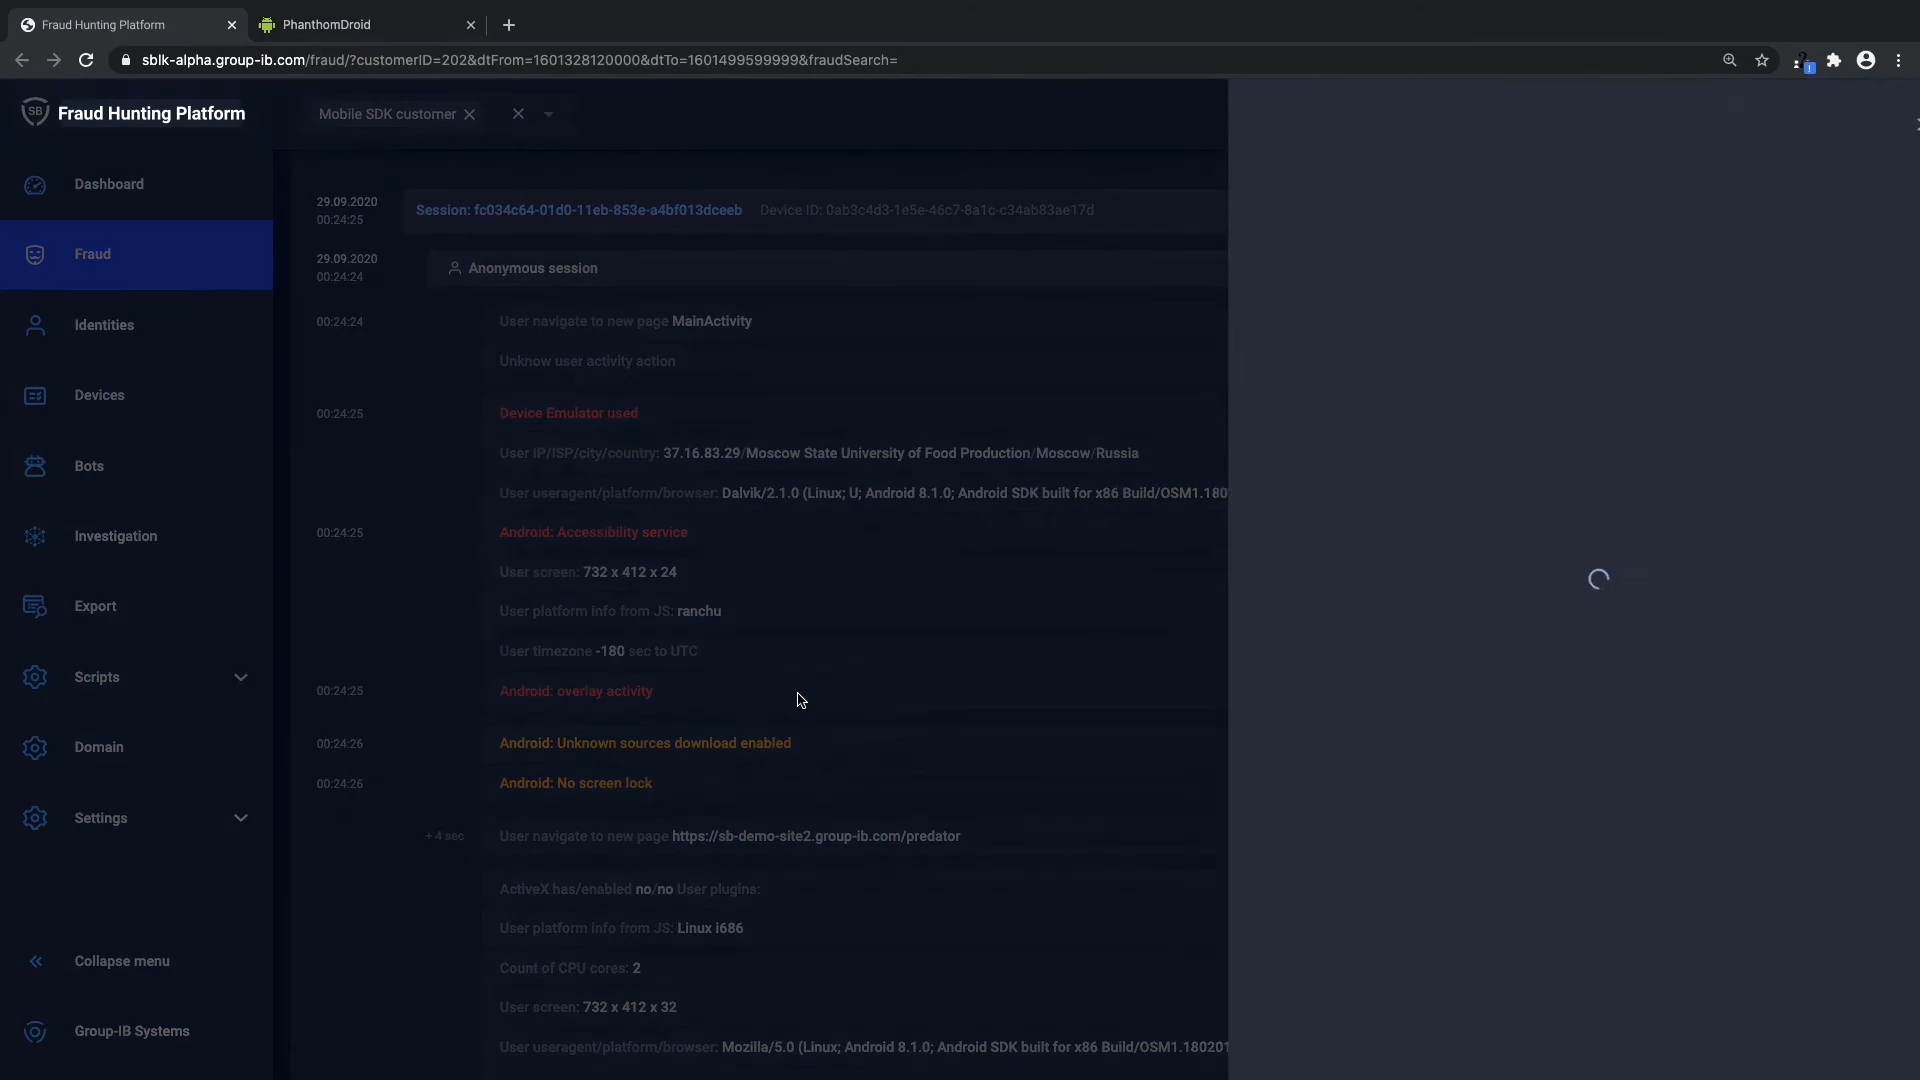 Fraud Hunting Platform
PhanthomDroid
sblk-alpha.group-ib.com/fraud/?customerID=202&dtFrom=1601328120000&dtTo=1601499599999&fraudSearch=
SB Fraud Hunting Platform
Mobile SDK customer
Dashboard
Fraud
Identities
Devices
Bots
Investigation
Export
Scripts
Domain
Settings
Collapse menu
Group-IB Systems
29.09.2020
00:24:25
Session: fc034c64-01d0-11eb-853e-a4bf013dceeb Device ID: 0ab3c4d3-1e5e-46c7-8a1c-c34ab83ae17d
29.09.2020
00:24:24
Anonymous session
00:24:24 User navigate to new page MainActivity
Unknow user activity action
00:24:25 Device Emulator used
User IP/ISP/city/country: 37.16.83.29/Moscow State University of Food Production/Moscow/Russia
User useragent/platform/browser: Dalvik/2.1.0 (Linux; U; Android 8.1.0; Android SDK built for x86 Build/OSM1.180
00:24:25 Android: Accessibility service
User screen: 732 x 412 x 24
User platform info from JS: ranchu
User timezone -180 sec to UTC
00:24:25 Android: overlay activity
00:24:26 Android: Unknown sources download enabled
00:24:26 Android: No screen lock
+ 4 sec User navigate to new page https://sb-demo-site2.group-ib.com/predator
ActiveX has/enabled no/no User plugins:
User platform info from JS: Linux i686
Count of CPU cores: 2
User screen: 732 x 412 x 32
User useragent/platform/browser: Mozilla/5.0 (Linux; Android 8.1.0; Android SDK built for x86 Build/OSM1.180201